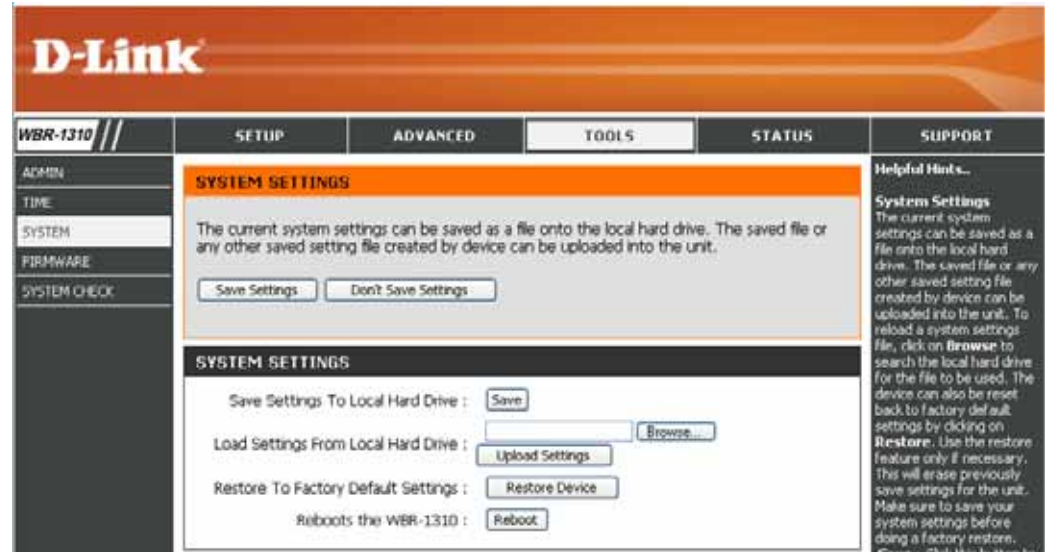 D-Link
WBR-1310
SETUP
ADVANCED
TOOLS
STATUS
SUPPORT
ADMIN
TIME
SYSTEM
FIRMWARE
SYSTEM CHECK
SYSTEM SETTINGS
The current system settings can be saved as a file onto the local hard drive. The saved file or
any other saved setting file created by device can be uploaded into the unit.
Save Settings
Don't Save Settings
SYSTEM SETTINGS
Save Settings To Local Hard Drive :
Save
Load Settings From Local Hard Drive :
Browse...
Upload Settings
Restore To Factory Default Settings :
Restore Device
Reboots the WBR-1310 :
Reboot
Helpful Hints..
System Settings
The current system
settings can be saved as a
file onto the local hard
drive. The saved file or any
other saved setting file
created by device can be
uploaded into the unit. To
reload a system settings
file, click on Browse to
search the local hard drive
for the file to be used. The
device can also be reset
back to factory default
settings by clicking on
Restore. Use the restore
feature only if necessary.
This will erase previously
save settings for the unit.
Make sure to save your
system settings before
doing a factory restore.